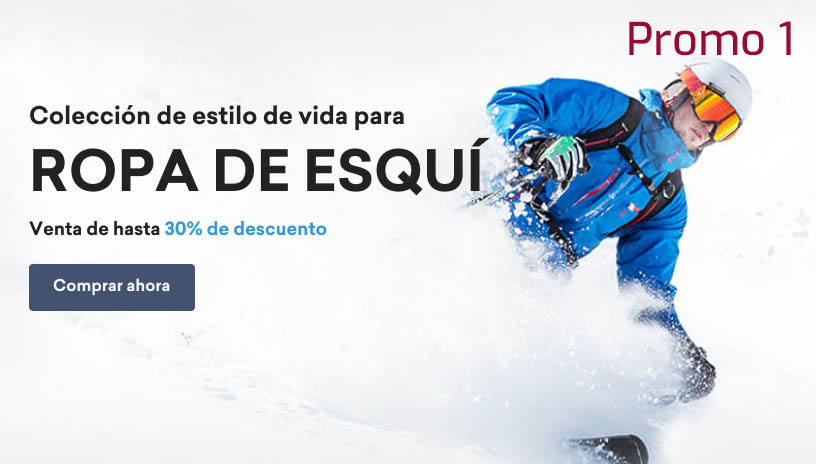 Promo 1
Colección de estilo de vida para
ROPA DE ESQUÍ
Venta de hasta 30% de descuento
Comprar ahora